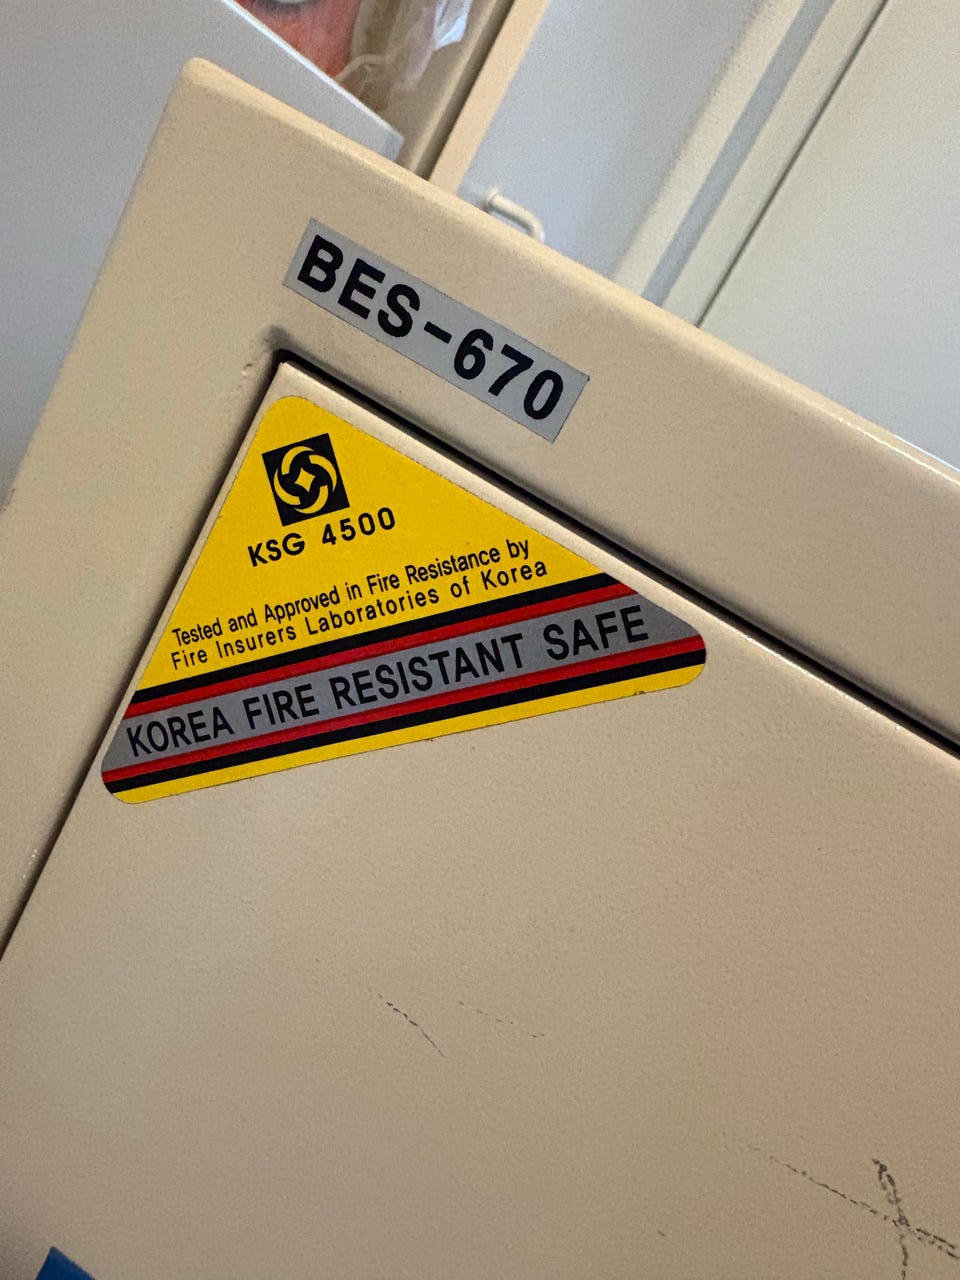 BES-670
KSG 4500
Tested and Approved in Fire Resistance by
Fire Insurers Laboratories of Korea
KOREA FIRE RESISTANT SAFE